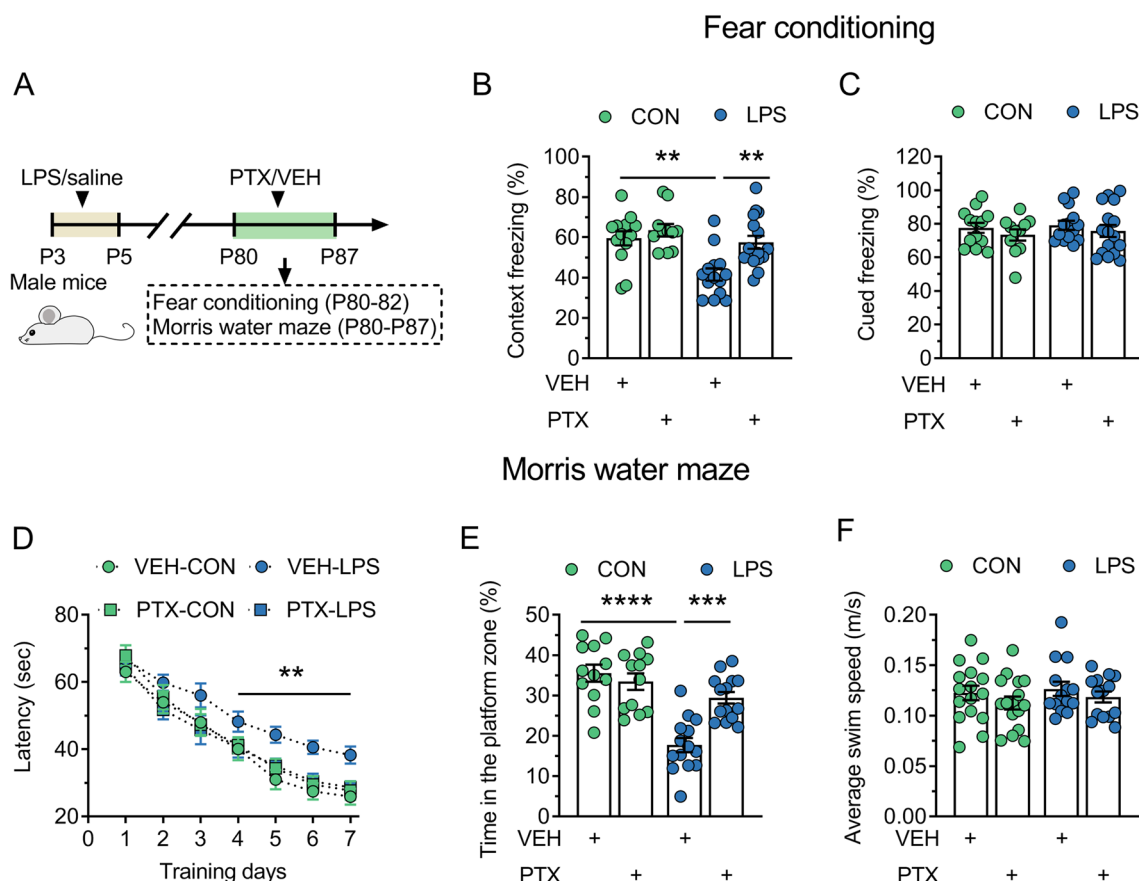 Fear conditioning
A
LPS/saline
PTX/VEH
P3
P5
P80
P87
Male mice
Fear conditioning (P80-82)
Morris water maze (P80-P87)
B
CON
LPS
**
**
Context freezing (%)
100
80
60
40
20
0
VEH
+
+
PTX
+
+
C
CON
LPS
Cued freezing (%)
120
100
80
60
40
20
0
VEH
+
+
PTX
+
+
Morris water maze
D
VEH-CON
VEH-LPS
PTX-CON
PTX-LPS
Latency (sec)
80
60
40
20
**
0
1
2
3
4
5
6
7
Training days
E
CON
LPS
****
***
Time in the platform zone (%)
50
40
30
20
10
0
VEH
+
+
PTX
+
+
F
CON
LPS
Average swim speed (m/s)
0.20
0.15
0.10
0.05
0.00
VEH
+
+
PTX
+
+